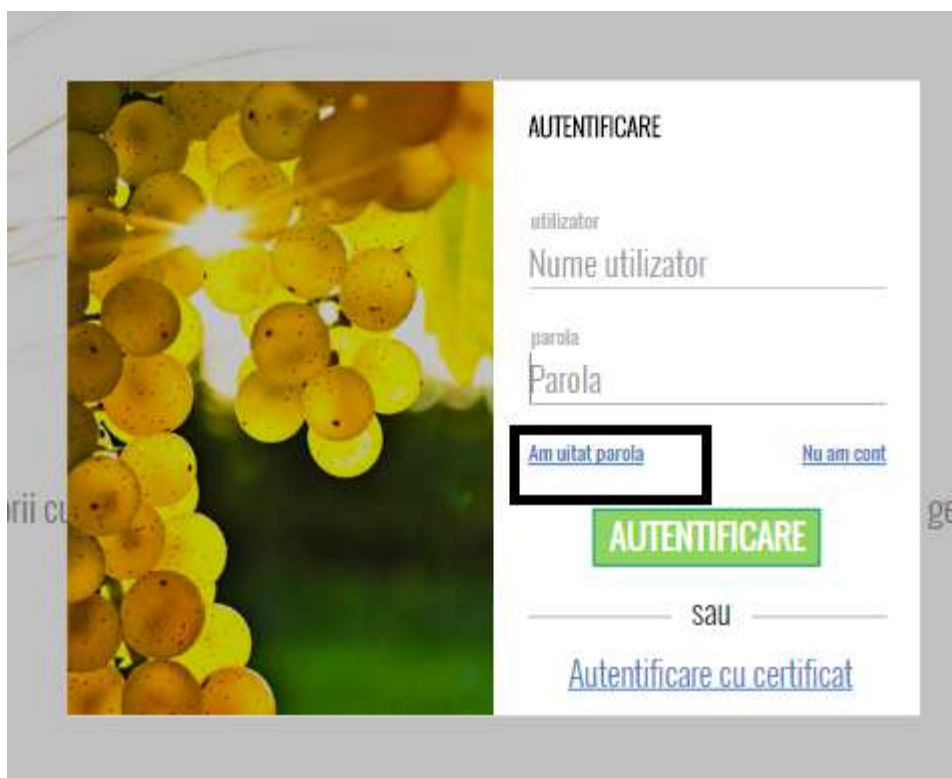 AUTENTIFICARE
utilizator
Nume utilizator
parola
Parola
Am uitat parola Nu am cont
AUTENTIFICARE
sau
Autentificare cu certificat